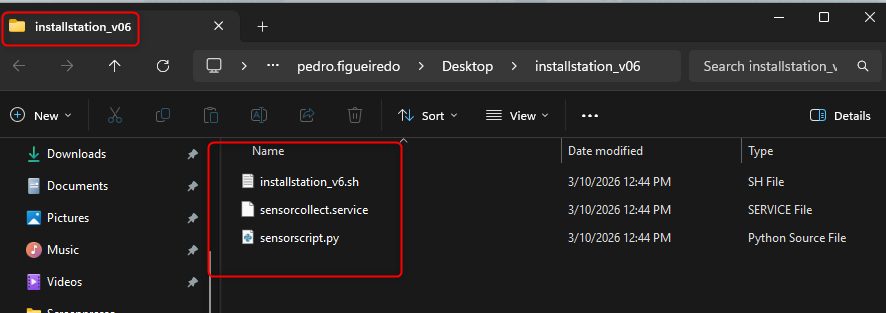 installstation_v06
pedro.figueiredo > Desktop > installstation_v06
Search installstation_v
New
Sort
View
Details
Name Date modified Type
Downloads
Documents
Pictures
Music
Videos
installstation_v6.sh 3/10/2026 12:44 PM SH File
sensorcollect.service 3/10/2026 12:44 PM SERVICE File
sensorscript.py 3/10/2026 12:44 PM Python Source File